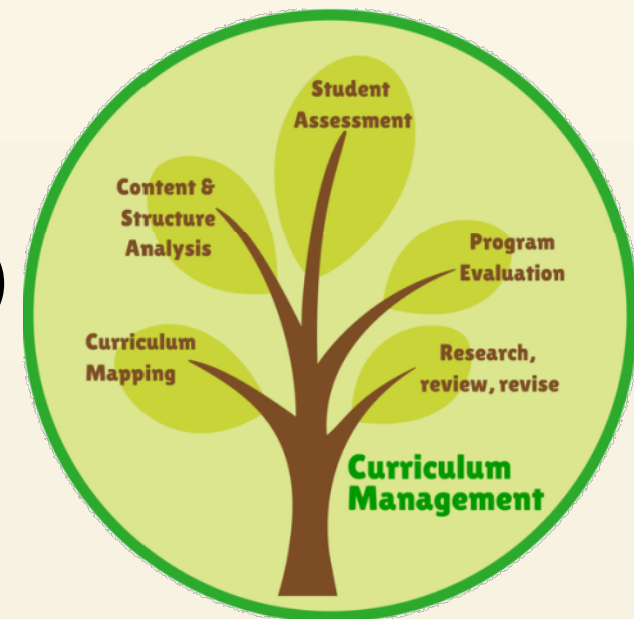 Student
Assessment
Content &
Structure
Analysis
Program
Evaluation
Curriculum
Mapping
Research,
review, revise
Curriculum
Management